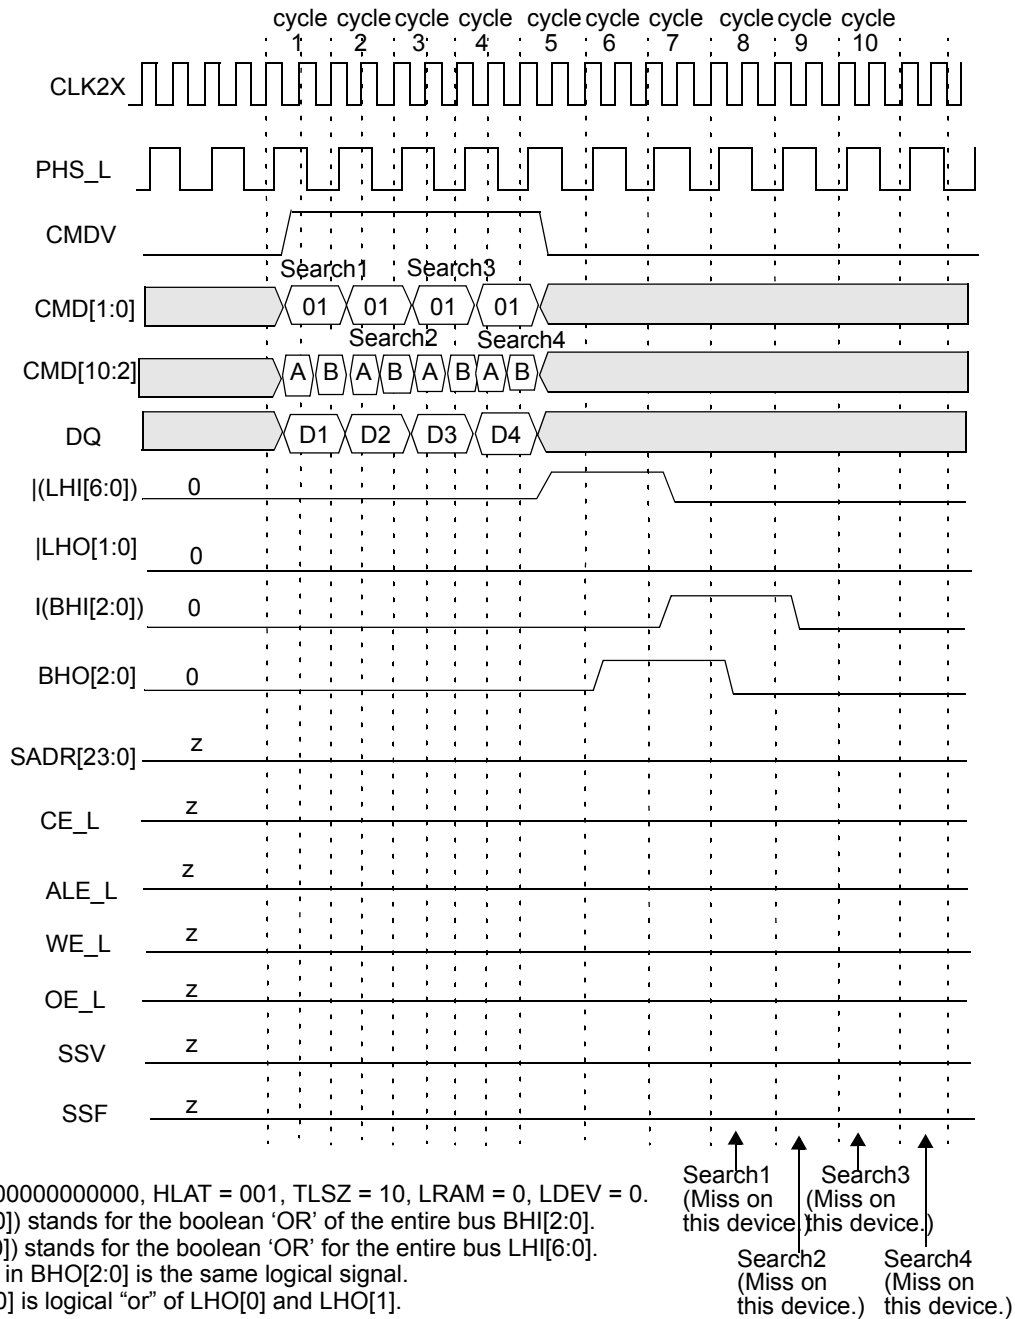 cycle cycle cycle cycle cycle cycle cycle cycle cycle cycle
1 2 3 4 5 6 7 8 9 10
CLK2X
PHS_L
CMDV
Search1 Search3
CMD[1:0] 01 01 01 01
Search2 Search4
CMD[10:2] A B A B A B A B
DQ D1 D2 D3 D4
|(LHI[6:0]) 0
|LHO[1:0] 0
I(BHI[2:0]) 0
BHO[2:0] 0
SADR[23:0] z
CE_L z
ALE_L z
WE_L z
OE_L z
SSV z
SSF z
Search1 Search3
(Miss on (Miss on
this device.) this device.)
Search2 Search4
(Miss on (Miss on
this device.) this device.)
00000000000, HLAT = 001, TLSZ = 10, LRAM = 0, LDEV = 0.
0]) stands for the boolean ‘OR’ of the entire bus BHI[2:0].
0]) stands for the boolean ‘OR’ for the entire bus LHI[6:0].
in BHO[2:0] is the same logical signal.
0] is logical “or” of LHO[0] and LHO[1].